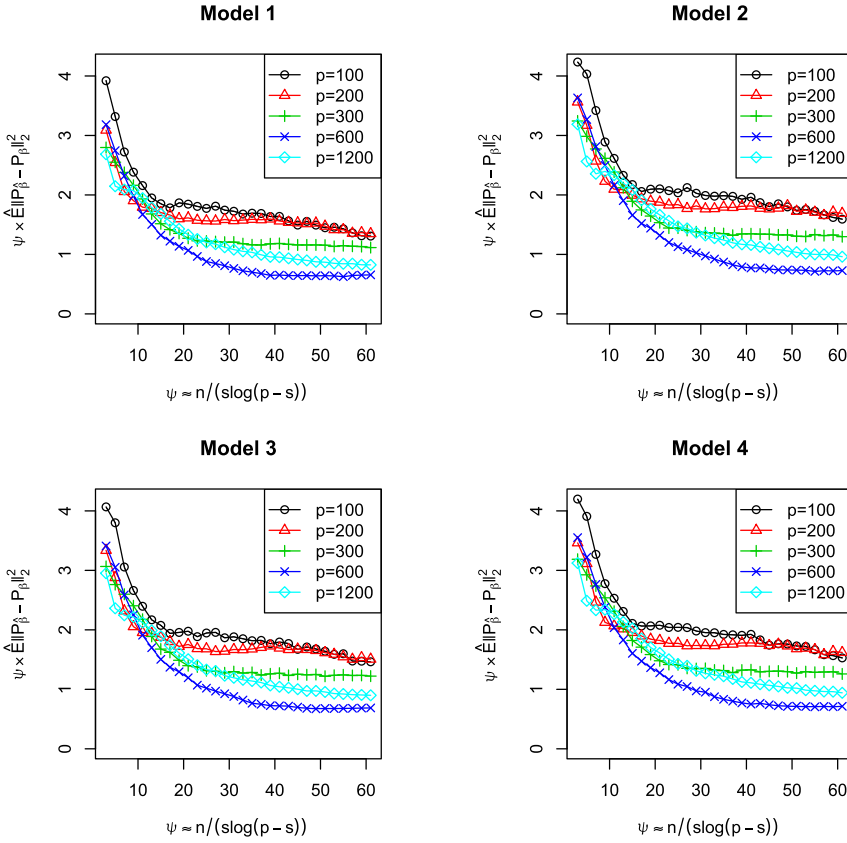 Model 1
ψ × Ê||P_β̂ − P_β||²₂
4
3
2
1
0
p=100
p=200
p=300
p=600
p=1200
10 20 30 40 50 60
ψ ≈ n/(slog(p − s))
Model 2
ψ × Ê||P_β̂ − P_β||²₂
4
3
2
1
0
p=100
p=200
p=300
p=600
p=1200
10 20 30 40 50 60
ψ ≈ n/(slog(p − s))
Model 3
ψ × Ê||P_β̂ − P_β||²₂
4
3
2
1
0
p=100
p=200
p=300
p=600
p=1200
10 20 30 40 50 60
ψ ≈ n/(slog(p − s))
Model 4
ψ × Ê||P_β̂ − P_β||²₂
4
3
2
1
0
p=100
p=200
p=300
p=600
p=1200
10 20 30 40 50 60
ψ ≈ n/(slog(p − s))